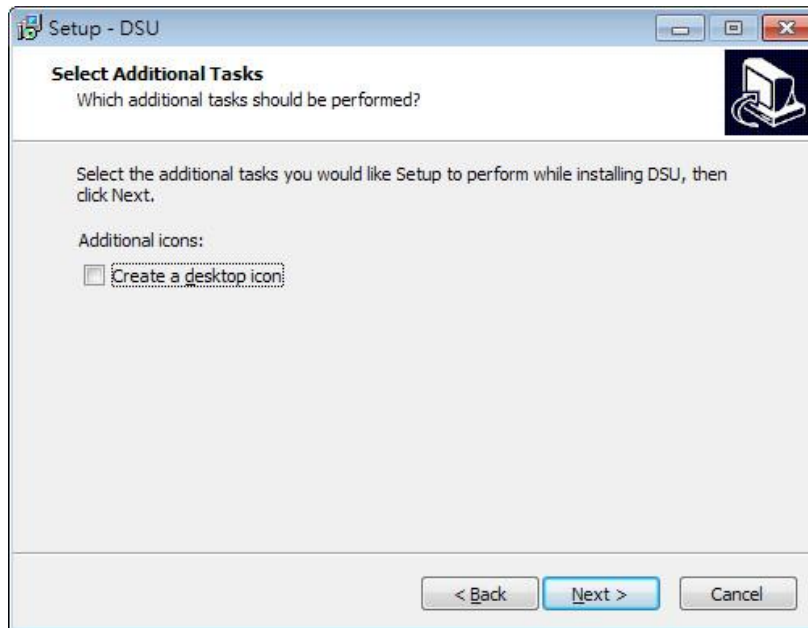 Setup - DSU
Select Additional Tasks
Which additional tasks should be performed?
Select the additional tasks you would like Setup to perform while installing DSU, then
click Next.
Additional icons:
Create a desktop icon
< Back
Next >
Cancel